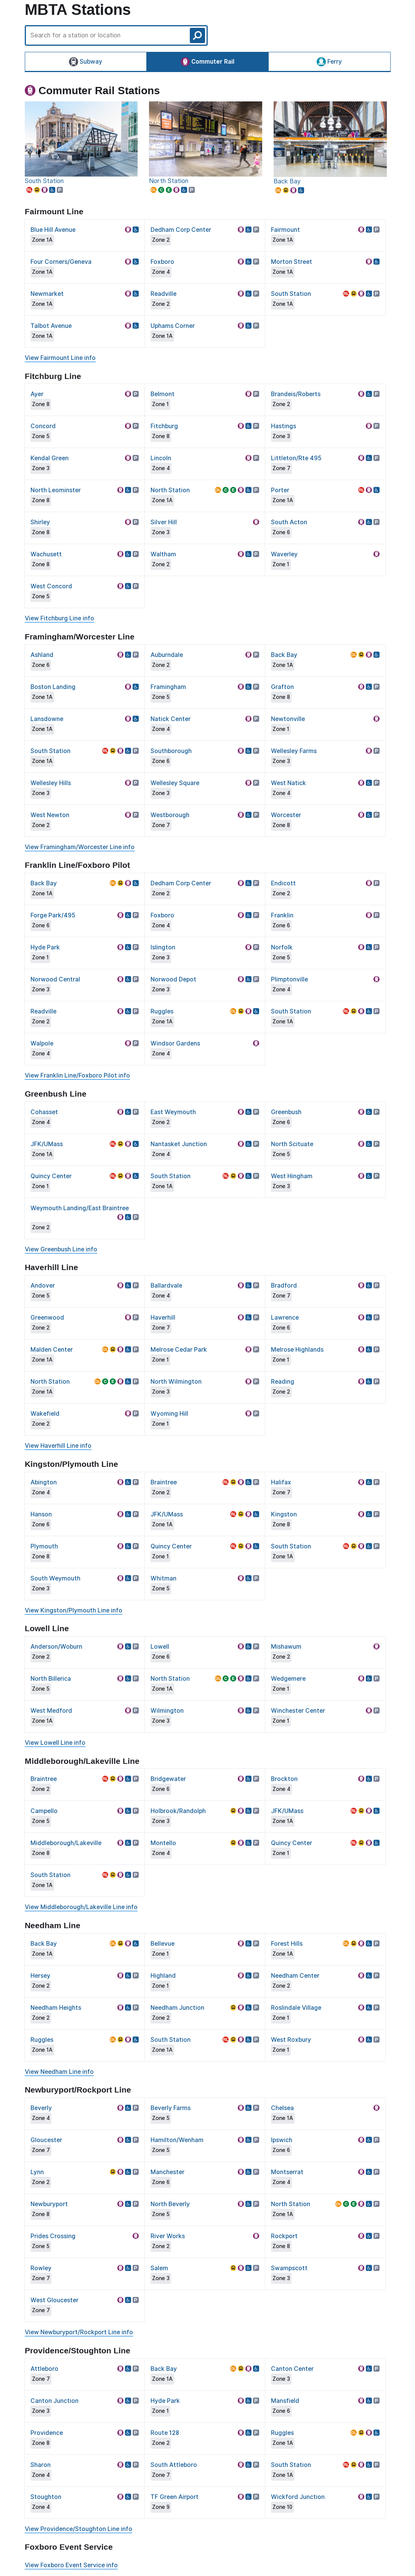 MBTA Stations
Search for a station or location
Subway
Commuter Rail
Ferry
Commuter Rail Stations
South Station
North Station
Back Bay
Fairmount Line
Blue Hill Avenue
Zone 1A
Dedham Corp Center
Zone 2
Fairmount
Zone 1A
Four Corners/Geneva
Zone 1A
Foxboro
Zone 4
Morton Street
Zone 1A
Newmarket
Zone 1A
Readville
Zone 2
South Station
Zone 1A
Talbot Avenue
Zone 1A
Uphams Corner
Zone 1A
View Fairmount Line info
Fitchburg Line
Ayer
Zone 8
Belmont
Zone 1
Brandeis/Roberts
Zone 2
Concord
Zone 5
Fitchburg
Zone 8
Hastings
Zone 3
Kendal Green
Zone 3
Lincoln
Zone 4
Littleton/Rte 495
Zone 7
North Leominster
Zone 8
North Station
Zone 1A
Porter
Zone 1A
Shirley
Zone 8
Silver Hill
Zone 3
South Acton
Zone 6
Wachusett
Zone 8
Waltham
Zone 2
Waverley
Zone 1
West Concord
Zone 5
View Fitchburg Line info
Framingham/Worcester Line
Ashland
Zone 6
Auburndale
Zone 2
Back Bay
Zone 1A
Boston Landing
Zone 1A
Framingham
Zone 5
Grafton
Zone 8
Lansdowne
Zone 1A
Natick Center
Zone 4
Newtonville
Zone 1
South Station
Zone 1A
Southborough
Zone 6
Wellesley Farms
Zone 3
Wellesley Hills
Zone 3
Wellesley Square
Zone 3
West Natick
Zone 4
West Newton
Zone 2
Westborough
Zone 7
Worcester
Zone 8
View Framingham/Worcester Line info
Franklin Line/Foxboro Pilot
Back Bay
Zone 1A
Dedham Corp Center
Zone 2
Endicott
Zone 2
Forge Park/495
Zone 6
Foxboro
Zone 4
Franklin
Zone 6
Hyde Park
Zone 1
Islington
Zone 3
Norfolk
Zone 5
Norwood Central
Zone 3
Norwood Depot
Zone 3
Plimptonville
Zone 4
Readville
Zone 2
Ruggles
Zone 1A
South Station
Zone 1A
Walpole
Zone 4
Windsor Gardens
Zone 4
View Franklin Line/Foxboro Pilot info
Greenbush Line
Cohasset
Zone 4
East Weymouth
Zone 2
Greenbush
Zone 6
JFK/UMass
Zone 1A
Nantasket Junction
Zone 4
North Scituate
Zone 5
Quincy Center
Zone 1
South Station
Zone 1A
West Hingham
Zone 3
Weymouth Landing/East Braintree
Zone 2
View Greenbush Line info
Haverhill Line
Andover
Zone 5
Ballardvale
Zone 4
Bradford
Zone 7
Greenwood
Zone 2
Haverhill
Zone 7
Lawrence
Zone 6
Malden Center
Zone 1A
Melrose Cedar Park
Zone 1
Melrose Highlands
Zone 1
North Station
Zone 1A
North Wilmington
Zone 3
Reading
Zone 2
Wakefield
Zone 2
Wyoming Hill
Zone 1
View Haverhill Line info
Kingston/Plymouth Line
Abington
Zone 4
Braintree
Zone 2
Halifax
Zone 7
Hanson
Zone 6
JFK/UMass
Zone 1A
Kingston
Zone 8
Plymouth
Zone 8
Quincy Center
Zone 1
South Station
Zone 1A
South Weymouth
Zone 3
Whitman
Zone 5
View Kingston/Plymouth Line info
Lowell Line
Anderson/Woburn
Zone 2
Lowell
Zone 6
Mishawum
Zone 2
North Billerica
Zone 5
North Station
Zone 1A
Wedgemere
Zone 1
West Medford
Zone 1A
Wilmington
Zone 3
Winchester Center
Zone 1
View Lowell Line info
Middleborough/Lakeville Line
Braintree
Zone 2
Bridgewater
Zone 6
Brockton
Zone 4
Campello
Zone 5
Holbrook/Randolph
Zone 3
JFK/UMass
Zone 1A
Middleborough/Lakeville
Zone 8
Montello
Zone 4
Quincy Center
Zone 1
South Station
Zone 1A
View Middleborough/Lakeville Line info
Needham Line
Back Bay
Zone 1A
Bellevue
Zone 1
Forest Hills
Zone 1A
Hersey
Zone 2
Highland
Zone 1
Needham Center
Zone 2
Needham Heights
Zone 2
Needham Junction
Zone 2
Roslindale Village
Zone 1
Ruggles
Zone 1A
South Station
Zone 1A
West Roxbury
Zone 1
View Needham Line info
Newburyport/Rockport Line
Beverly
Zone 4
Beverly Farms
Zone 5
Chelsea
Zone 1A
Gloucester
Zone 7
Hamilton/Wenham
Zone 5
Ipswich
Zone 6
Lynn
Zone 2
Manchester
Zone 6
Montserrat
Zone 4
Newburyport
Zone 8
North Beverly
Zone 5
North Station
Zone 1A
Prides Crossing
Zone 5
River Works
Zone 2
Rockport
Zone 8
Rowley
Zone 7
Salem
Zone 3
Swampscott
Zone 3
West Gloucester
Zone 7
View Newburyport/Rockport Line info
Providence/Stoughton Line
Attleboro
Zone 7
Back Bay
Zone 1A
Canton Center
Zone 3
Canton Junction
Zone 3
Hyde Park
Zone 1
Mansfield
Zone 6
Providence
Zone 8
Route 128
Zone 2
Ruggles
Zone 1A
Sharon
Zone 4
South Attleboro
Zone 7
South Station
Zone 1A
Stoughton
Zone 4
TF Green Airport
Zone 9
Wickford Junction
Zone 10
View Providence/Stoughton Line info
Foxboro Event Service
View Foxboro Event Service info